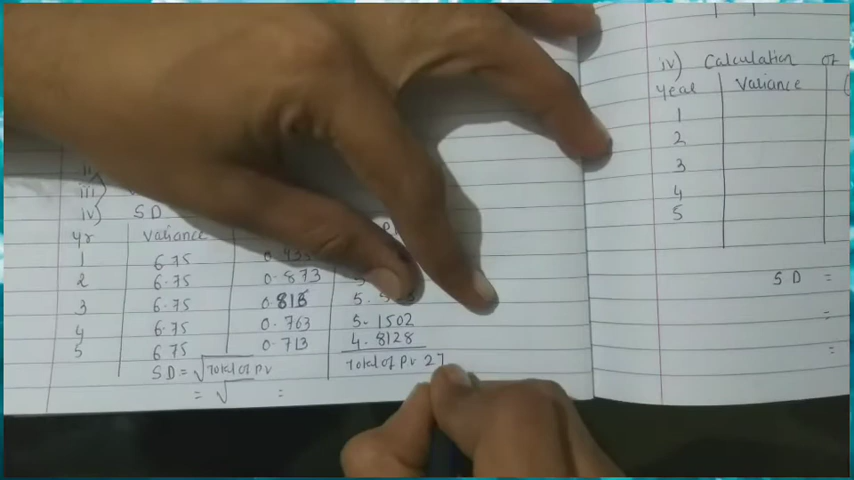 iv) SD
yr Variance
1 6.75
2 6.75 0.873
3 6.75 0.816
4 6.75 0.763 5.1502
5 6.75 0.713 4.8128
SD = √Total of Pv Total of Pv 27
= √ =
iv) Calculation of
year Variance
1
2
3
4
5
SD =
=
=